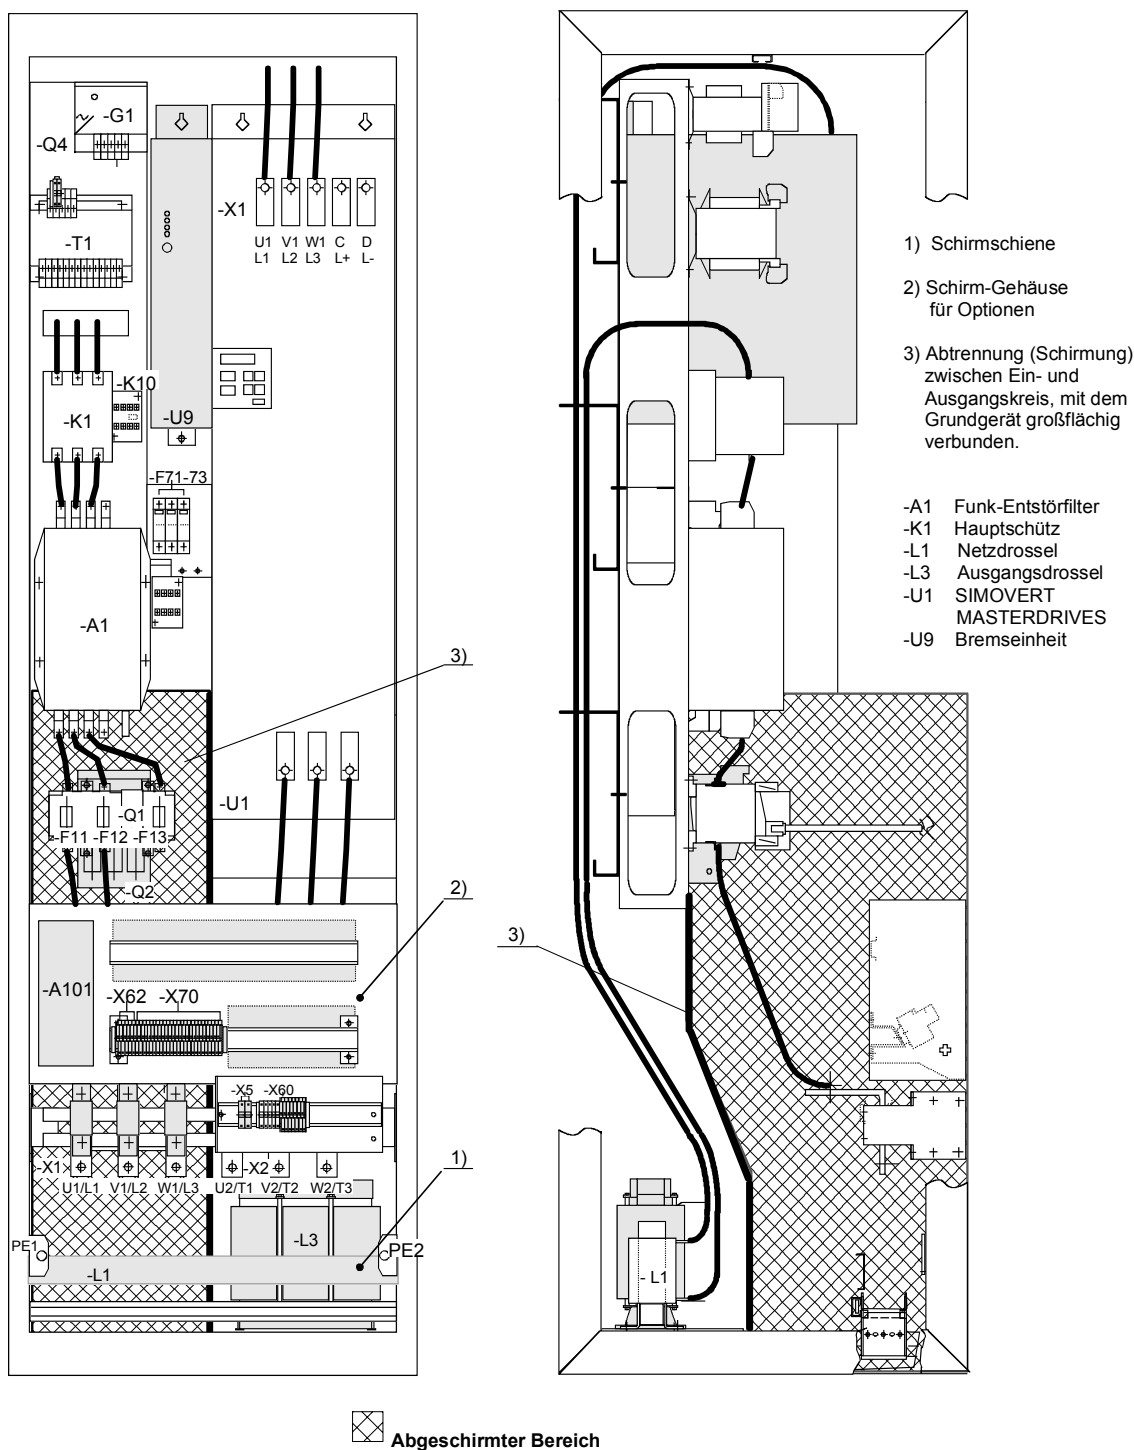 -G1
-Q4
-X1
U1 V1 W1 C D
L1 L2 L3 L+ L-
-T1
-K10
-K1
-U9
-F71-73
-A1
3)
-U1
-Q1
-F11 -F12 -F13
-Q2
2)
-A101
-X62 -X70
-X5 -X60
-X1 -X2
U1/L1 V1/L2 W1/L3 U2/T1 V2/T2 W2/T3
1)
PE1 -L3 PE2
-L1
3)
- L1
1) Schirmschiene
2) Schirm-Gehäuse
für Optionen
3) Abtrennung (Schirmung)
zwischen Ein- und
Ausgangskreis, mit dem
Grundgerät großflächig
verbunden.
-A1 Funk-Entstörfilter
-K1 Hauptschütz
-L1 Netzdrossel
-L3 Ausgangsdrossel
-U1 SIMOVERT
MASTERDRIVES
-U9 Bremseinheit
Abgeschirmter Bereich